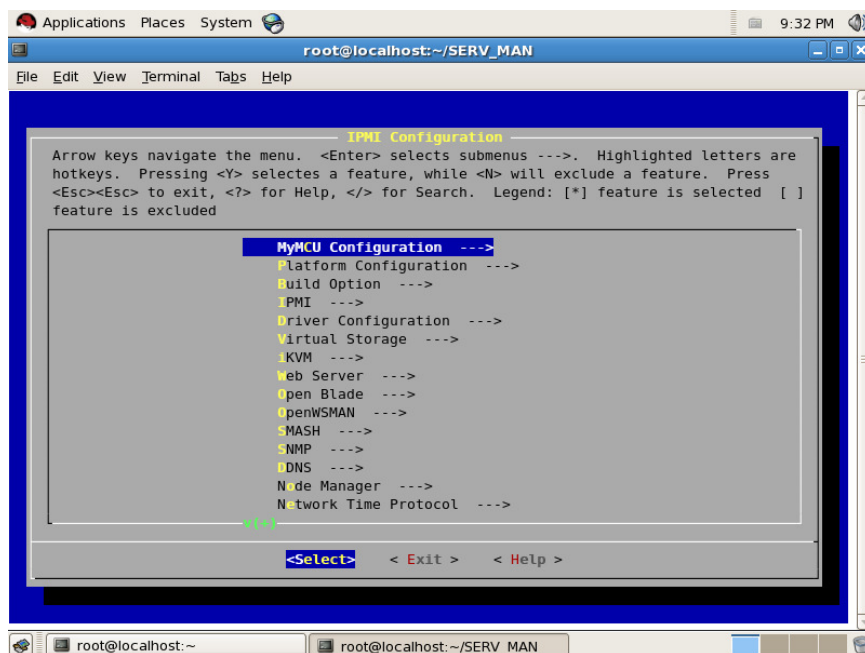 Applications Places System 9:32 PM
root@localhost:~/SERV_MAN
File Edit View Terminal Tabs Help
IPMI Configuration
Arrow keys navigate the menu. <Enter> selects submenus --->. Highlighted letters are
hotkeys. Pressing <Y> selectes a feature, while <N> will exclude a feature. Press
<Esc><Esc> to exit, <?> for Help, </> for Search. Legend: [*] feature is selected [ ]
feature is excluded
MyMCU Configuration --->
Platform Configuration --->
Build Option --->
IPMI --->
Driver Configuration --->
Virtual Storage --->
iKVM --->
Web Server --->
Open Blade --->
OpenWSMAN --->
SMASH --->
SNMP --->
DDNS --->
Node Manager --->
Network Time Protocol --->
v(+)
<Select> < Exit > < Help >
root@localhost:~ root@localhost:~/SERV_MAN